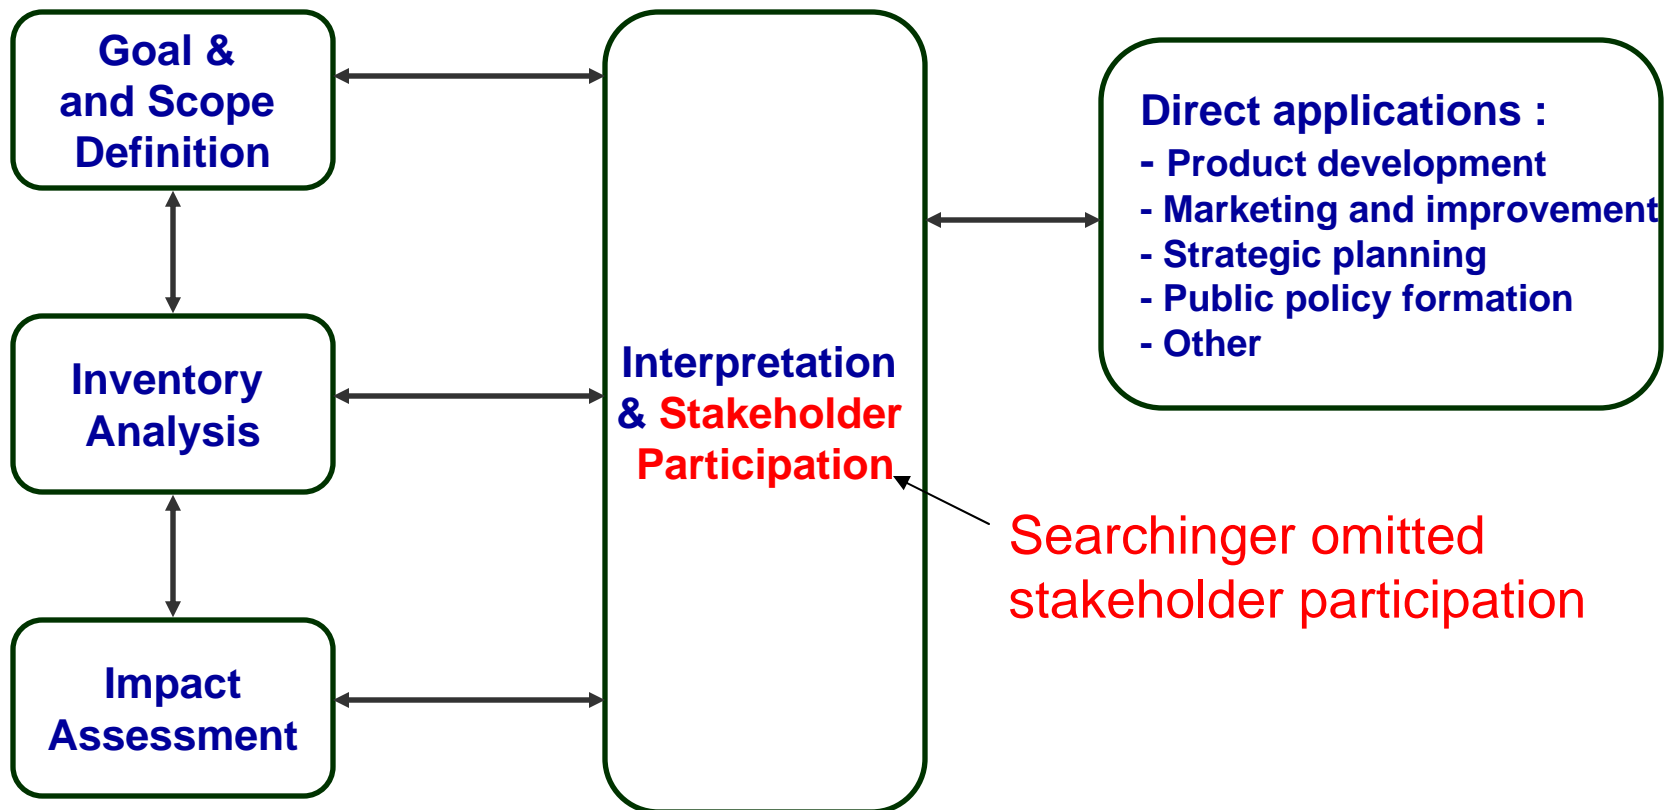 Goal &
and Scope
Definition
Inventory
Analysis
Impact
Assessment
Interpretation
& Stakeholder
Participation
Direct applications :
- Product development
- Marketing and improvement
- Strategic planning
- Public policy formation
- Other
Searchinger omitted
stakeholder participation